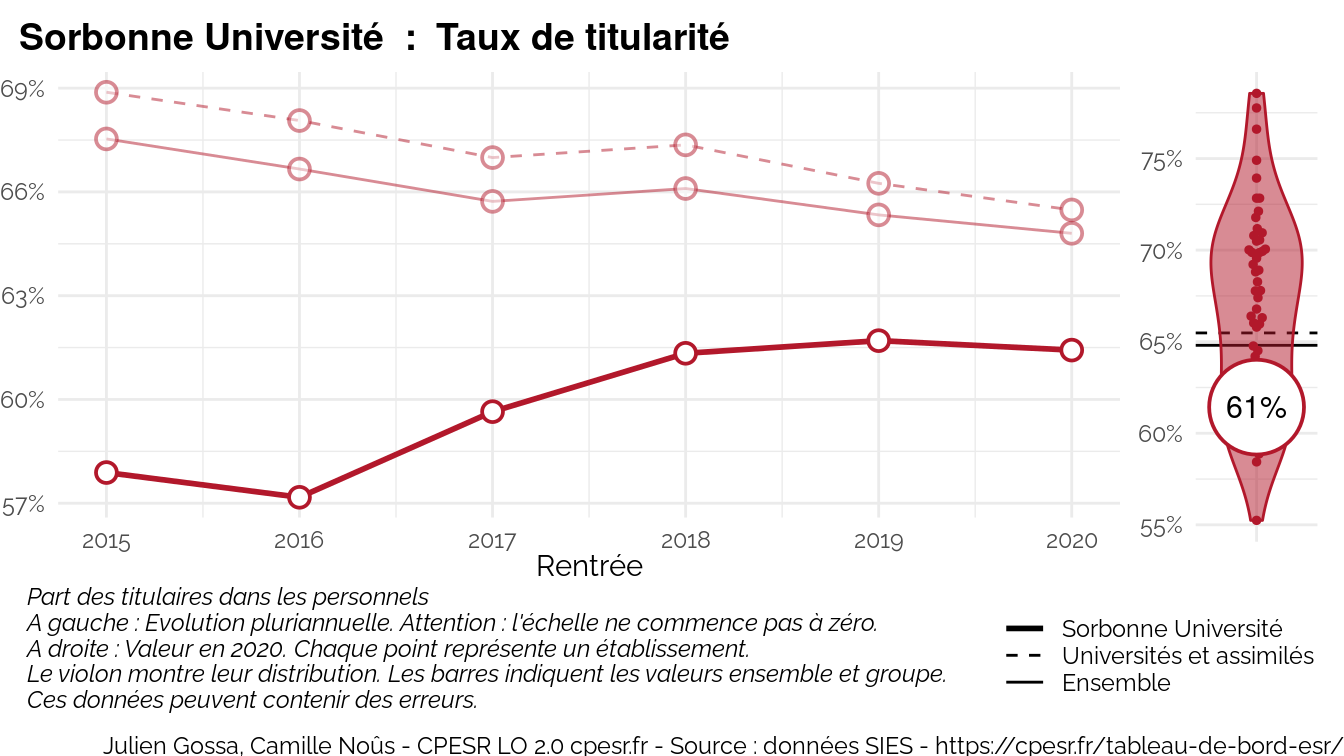 Sorbonne Université : Taux de titularité
69%
66%
63%
60%
57%
2015 2016 2017 2018 2019 2020
Rentrée
75%
70%
65%
60%
55%
61%
Part des titulaires dans les personnels
A gauche : Evolution pluriannuelle. Attention : l'échelle ne commence pas à zéro.
A droite : Valeur en 2020. Chaque point représente un établissement.
Le violon montre leur distribution. Les barres indiquent les valeurs ensemble et groupe.
Ces données peuvent contenir des erreurs.
Sorbonne Université
Universités et assimilés
Ensemble
Julien Gossa, Camille Noûs - CPESR LO 2.0 cpesr.fr - Source : données SIES - https://cpesr.fr/tableau-de-bord-esr/